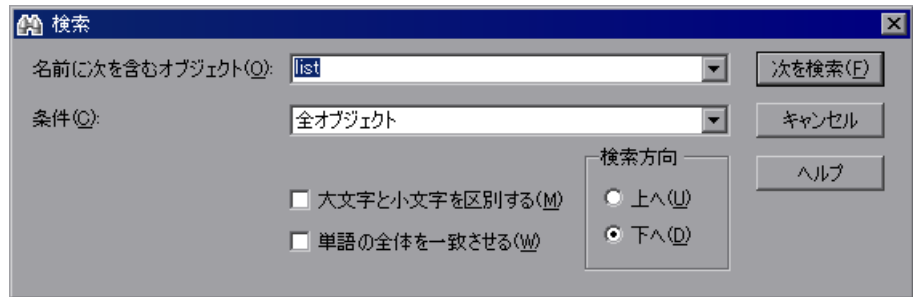 検索
名前に次を含むオブジェクト(O): list 次を検索(F)
条件(C): 全オブジェクト キャンセル
検索方向
ヘルプ
大文字と小文字を区別する(M) 上へ(U)
単語の全体を一致させる(W) 下へ(D)